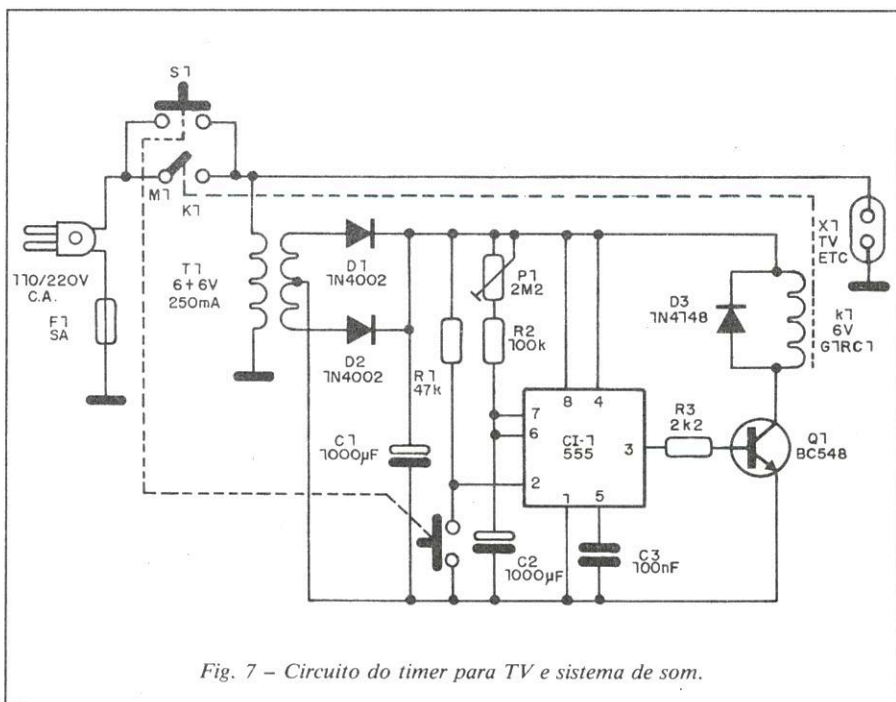 S1
M1
K1
110/220V
C.A.
F1
5A
T1
6+6V
250mA
D1
1N4002
D2
1N4002
C1
1000µF
R1
47k
P1
2M2
R2
100k
7
6
2
8
4
CI-1
555
3
1
5
C2
1000µF
C3
100nF
R3
2k2
D3
1N4148
k1
6V
G1RC1
Q1
BC548
X1
TV
ETC
Fig. 7 – Circuito do timer para TV e sistema de som.